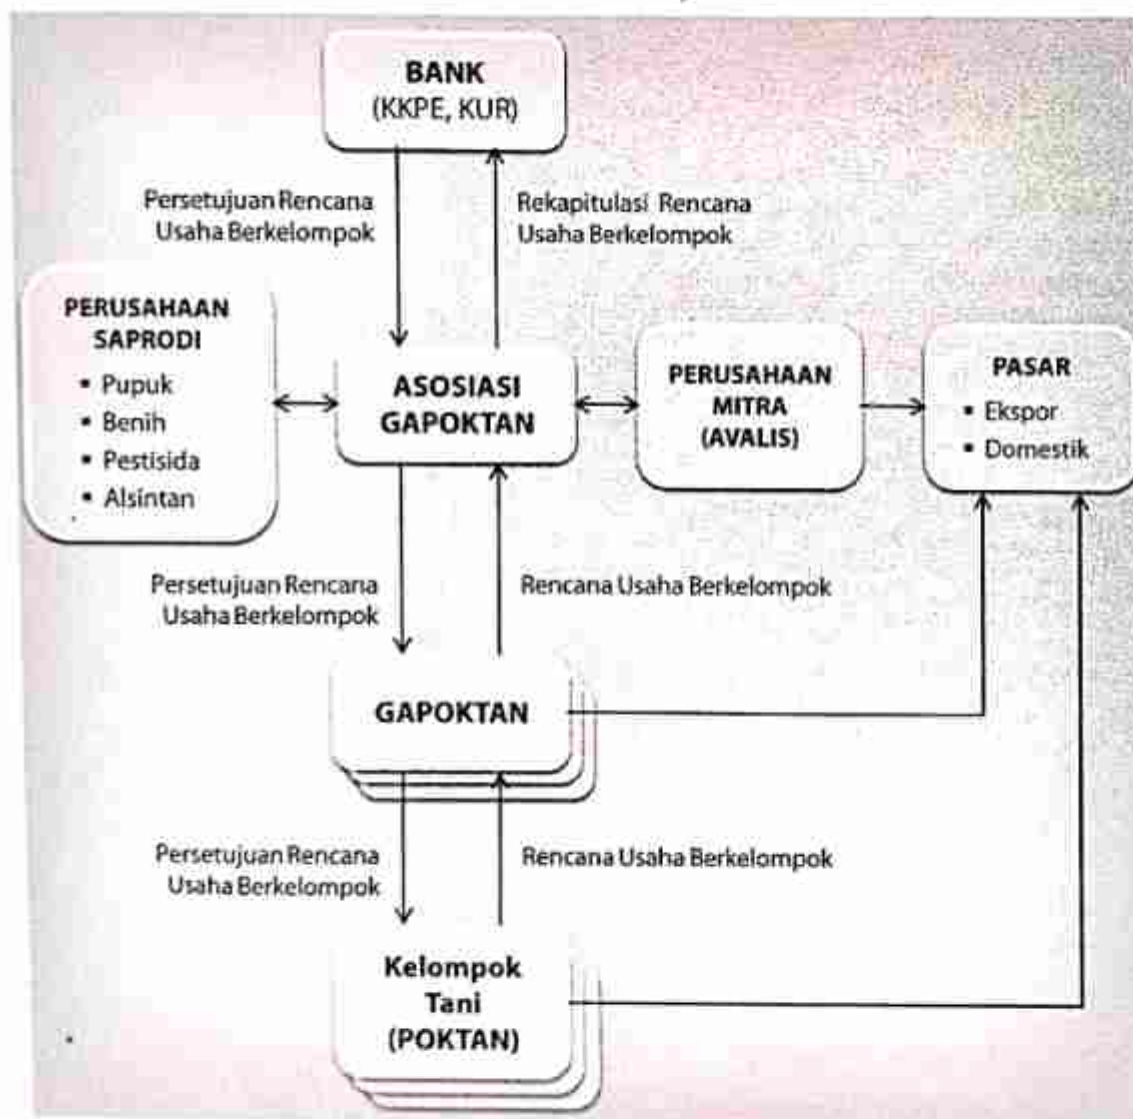 BANK
(KKPE, KUR)
Persetujuan Rencana
Usaha Berkelompok
Rekapitulasi Rencana
Usaha Berkelompok
PERUSAHAAN
SAPRODI
▪ Pupuk
▪ Benih
▪ Pestisida
▪ Alsintan
ASOSIASI
GAPOKTAN
PERUSAHAAN
MITRA
(AVALIS)
PASAR
▪ Ekspor
▪ Domestik
Persetujuan Rencana
Usaha Berkelompok
Rencana Usaha Berkelompok
GAPOKTAN
Persetujuan Rencana
Usaha Berkelompok
Rencana Usaha Berkelompok
Kelompok
Tani
(POKTAN)